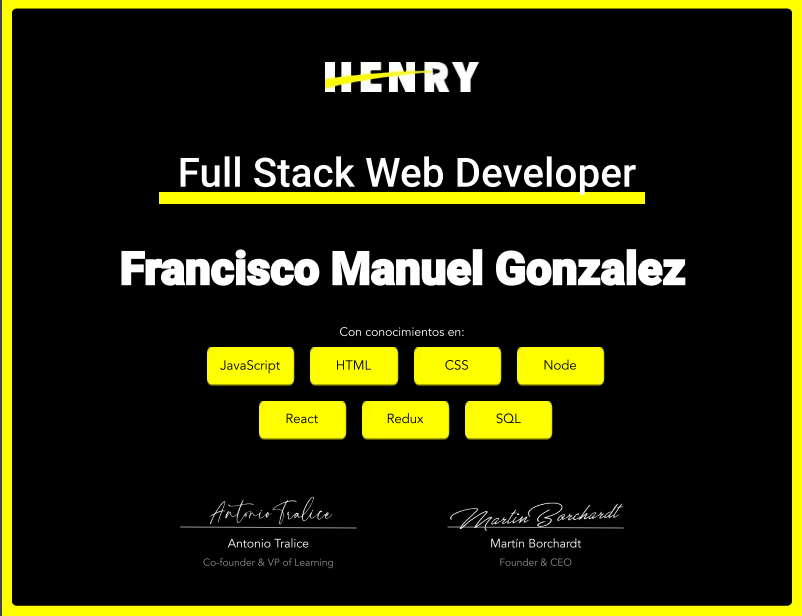 HENRY
Full Stack Web Developer
Francisco Manuel Gonzalez
Con conocimientos en:
JavaScript HTML CSS Node
React Redux SQL
Antonio Tralice Martin Borchardt
Antonio Tralice Martín Borchardt
Co-founder & VP of Learning Founder & CEO